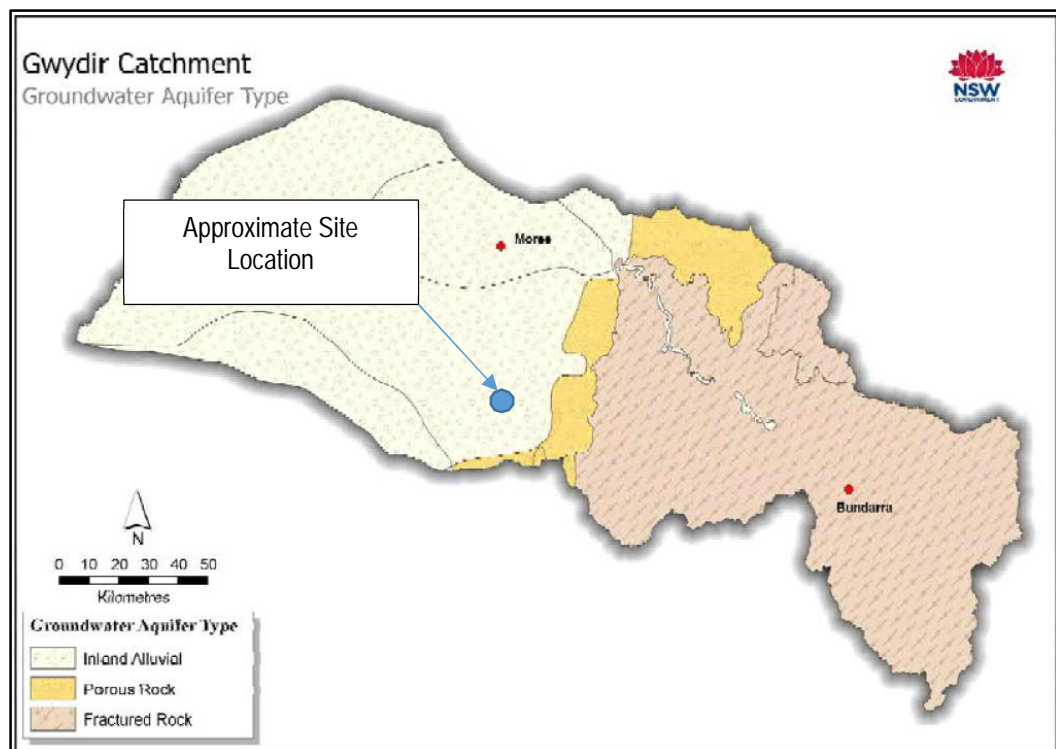 Gwydir Catchment
Groundwater Aquifer Type
NSW
GOVERNMENT
Approximate Site
Location
Moree
Bundarra
N
0 10 20 30 40 50
Kilometres
Groundwater Aquifer Type
Inland Alluvial
Porous Rock
Fractured Rock